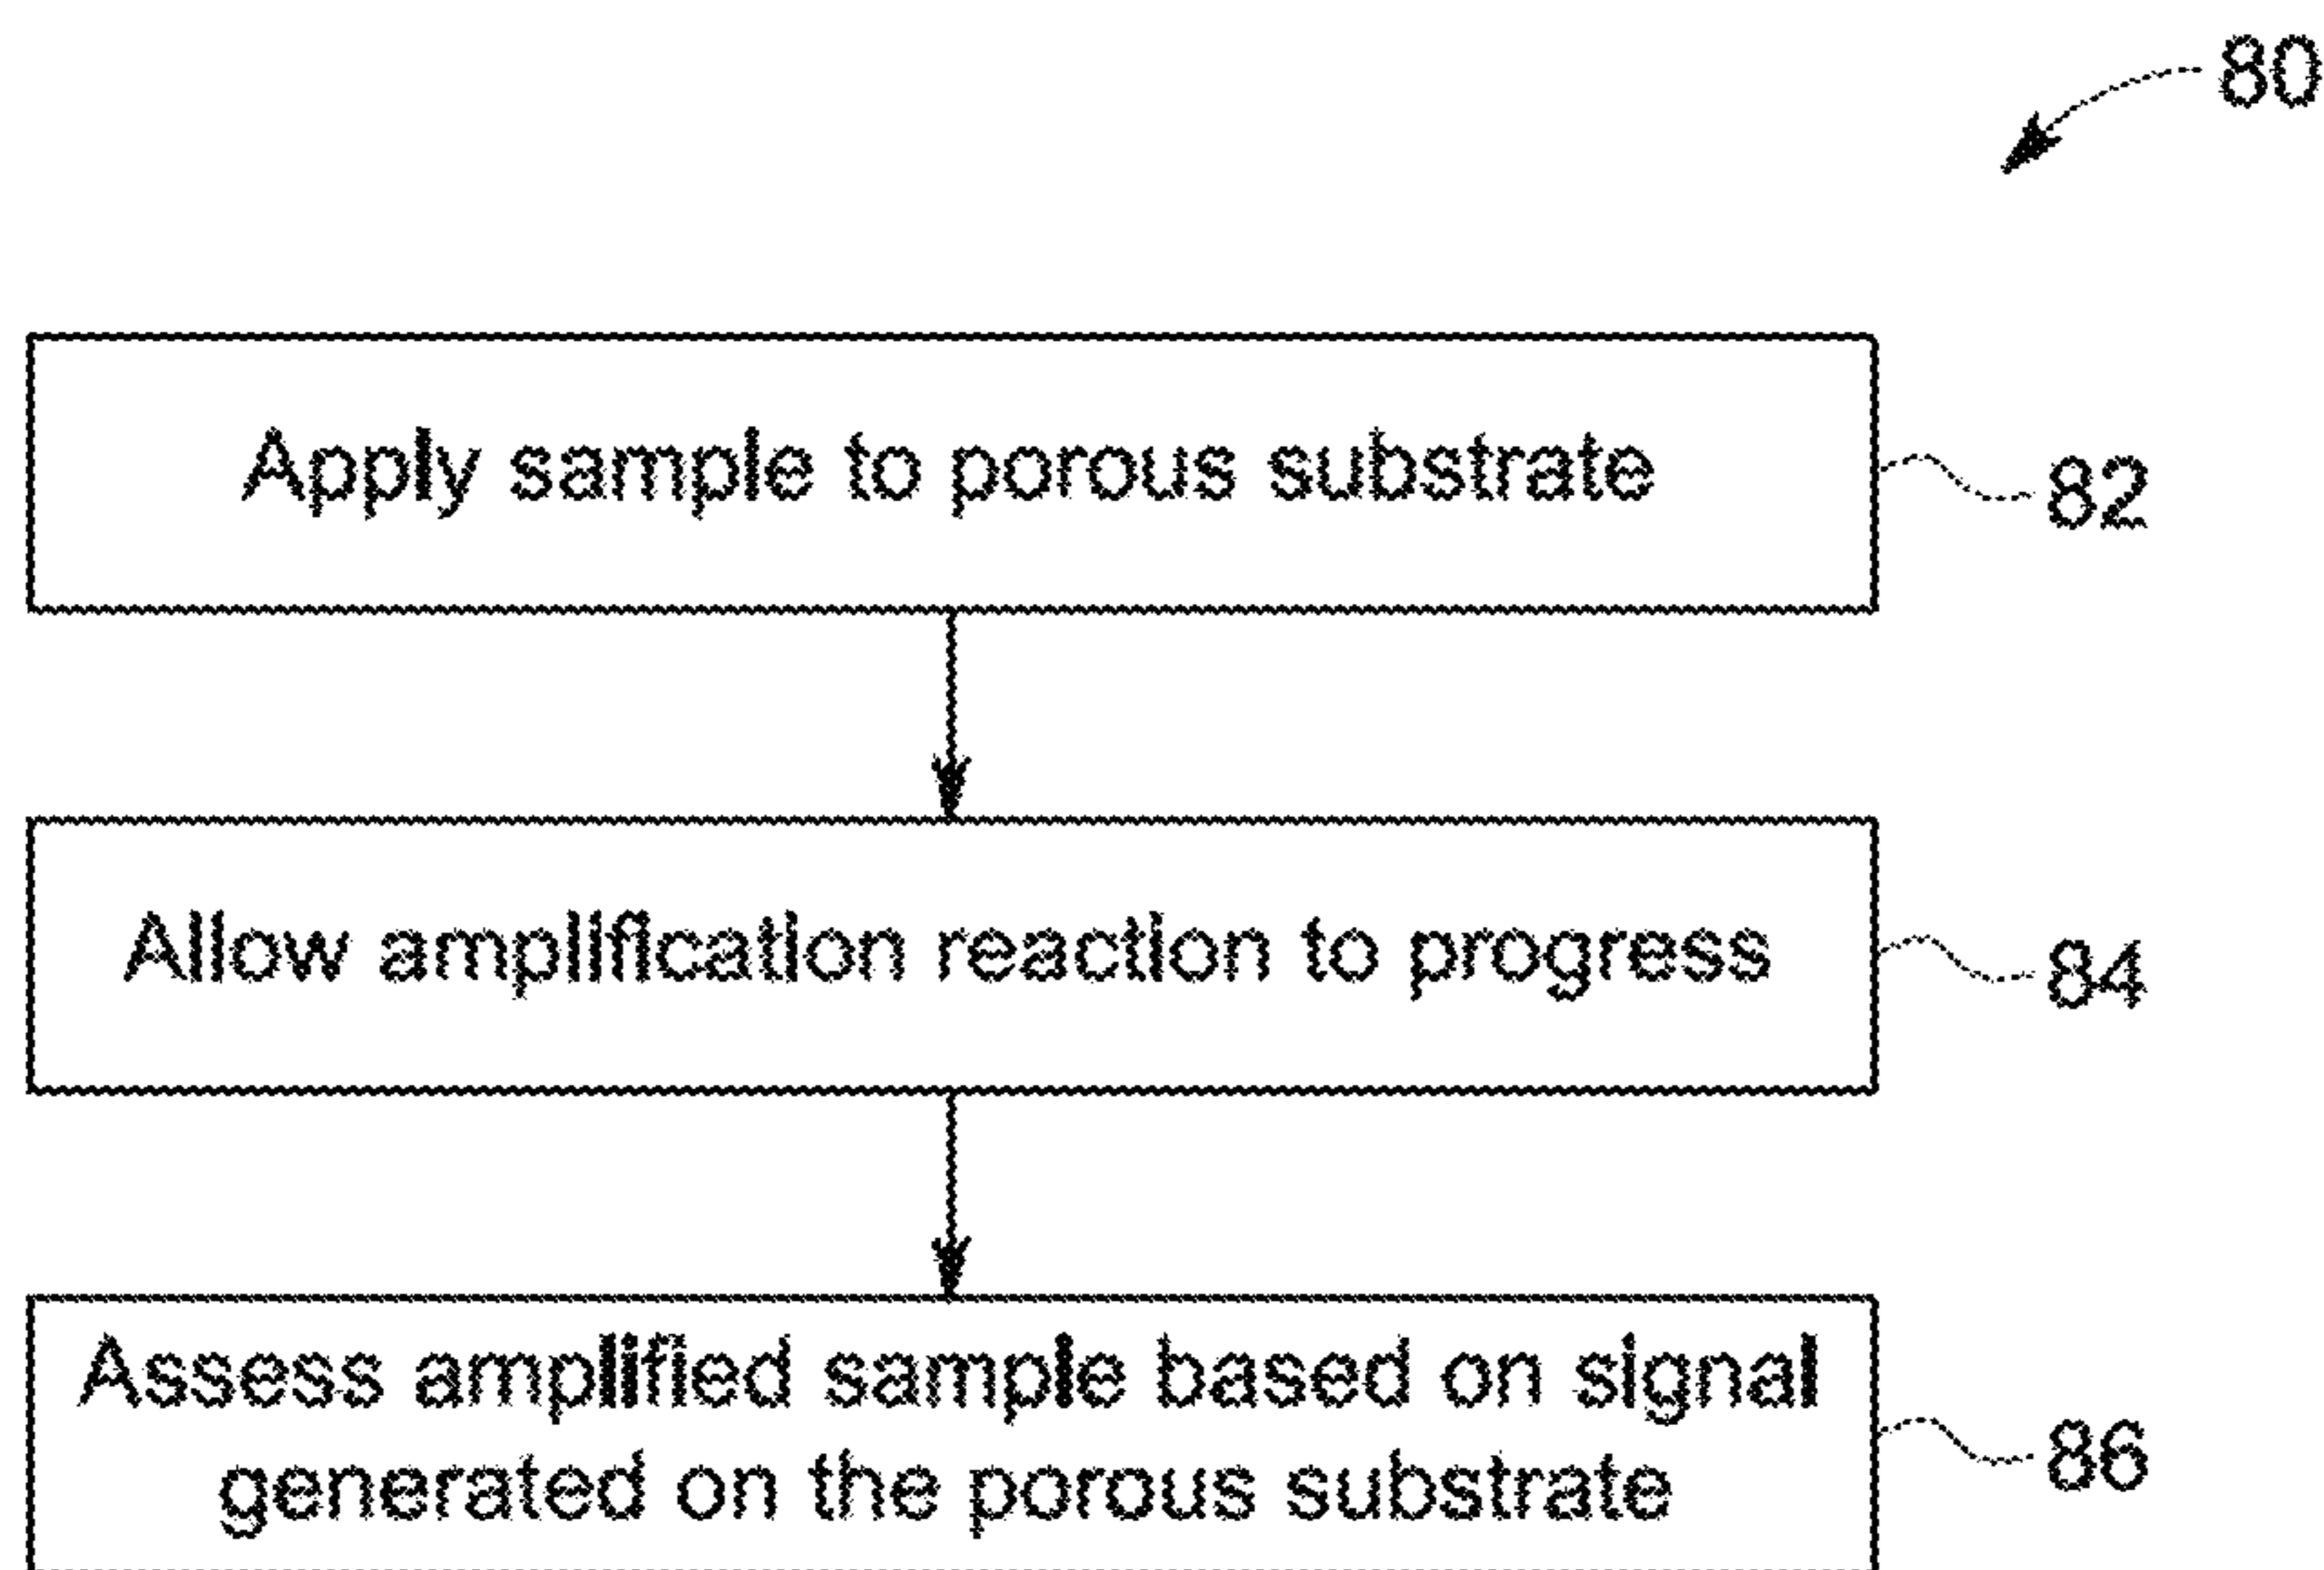 80
Apply sample to porous substrate
82
Allow amplification reaction to progress
84
Assess amplified sample based on signal
generated on the porous substrate
86